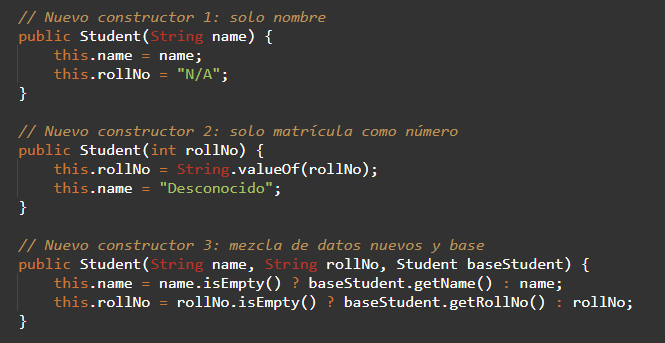 // Nuevo constructor 1: solo nombre
public Student(String name) {
    this.name = name;
    this.rollNo = "N/A";
}
// Nuevo constructor 2: solo matrícula como número
public Student(int rollNo) {
    this.rollNo = String.valueOf(rollNo);
    this.name = "Desconocido";
}
// Nuevo constructor 3: mezcla de datos nuevos y base
public Student(String name, String rollNo, Student baseStudent) {
    this.name = name.isEmpty() ? baseStudent.getName() : name;
    this.rollNo = rollNo.isEmpty() ? baseStudent.getRollNo() : rollNo;
}